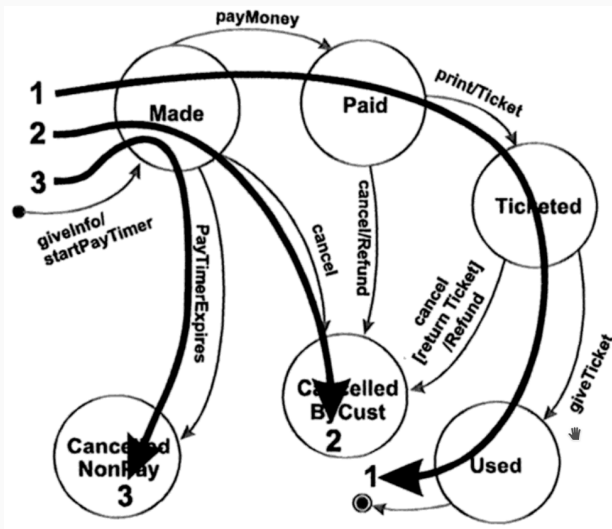 payMoney
1
Made
Paid
print/Ticket
2
3
Ticketed
giveInfo/
startPayTimer
PayTimerExpires
cancel
cancel/Refund
cancel
[return Ticket]
/Refund
giveTicket
Cancelled
ByCust
2
Cancelled
NonPay
3
1
Used